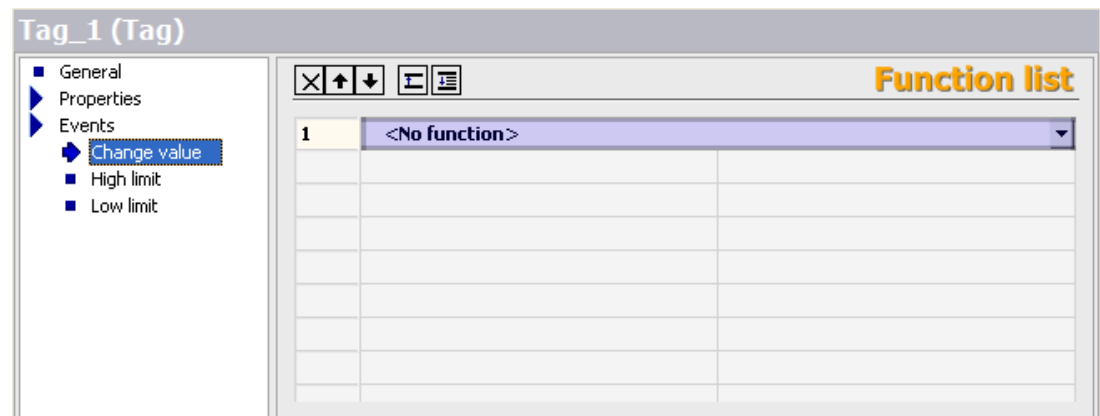 Tag_1 (Tag)
General
Properties
Events
Change value
High limit
Low limit
Function list
1 <No function>